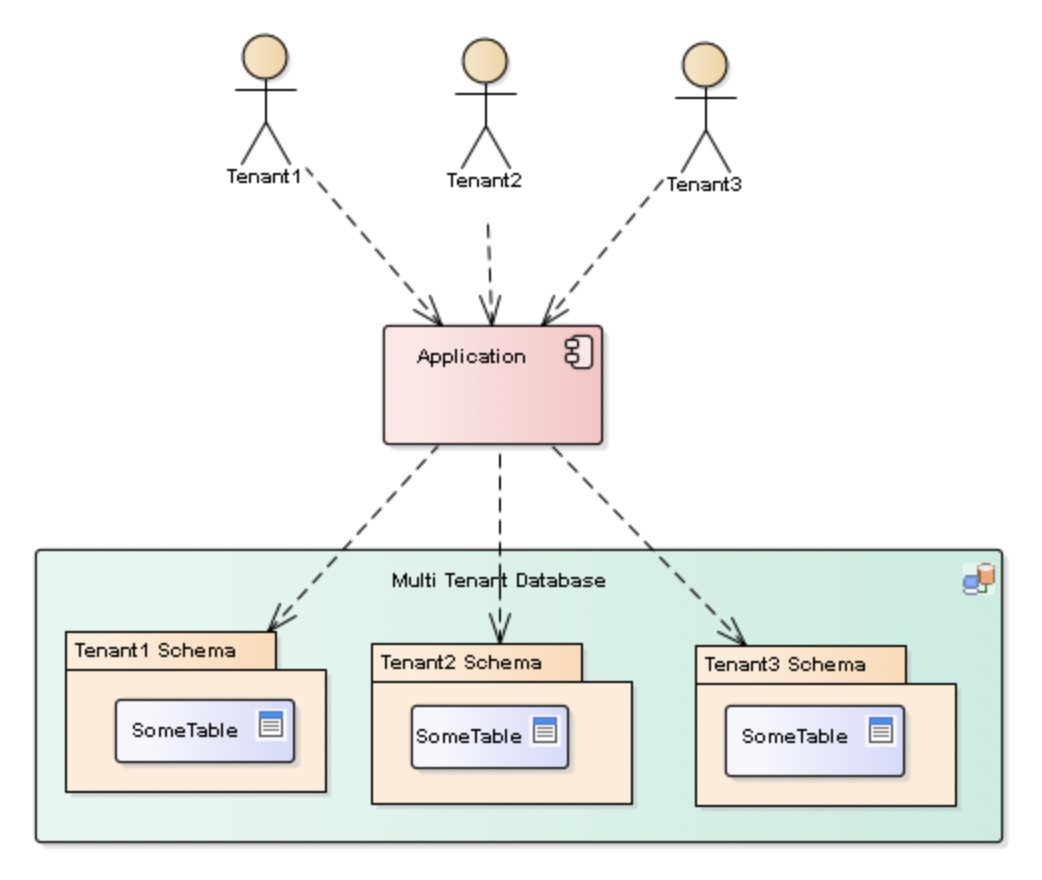 Tenant1
Tenant2
Tenant3
Application
Multi Tenant Database
Tenant1 Schema
Tenant2 Schema
Tenant3 Schema
SomeTable
SomeTable
SomeTable